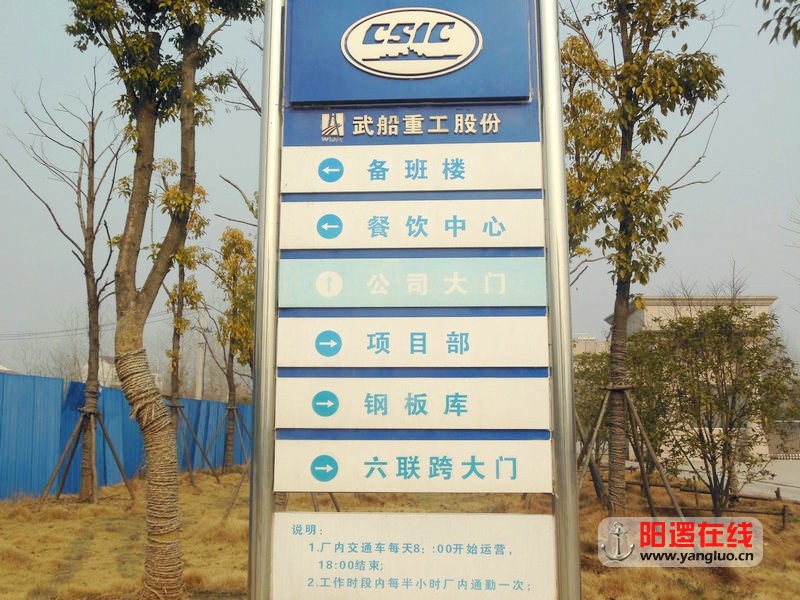 CSIC
武船重工股份
备班楼
餐饮中心
公司大门
项目部
钢板库
六联跨大门
说明：
1.厂内交通车每天8：:00开始运营，
18:00结束;
2.工作时段内每半小时厂内通勤一次；
阳逻在线
www.yangluo.cn